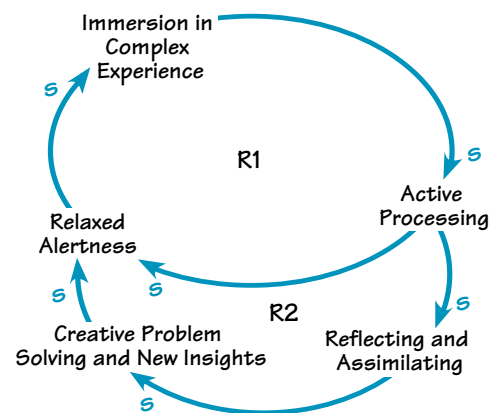 Immersion in
Complex
Experience
s
s
R1
Active
Processing
Relaxed
Alertness
s
s
s
R2
Creative Problem
Solving and New Insights
Reflecting and
Assimilating
s